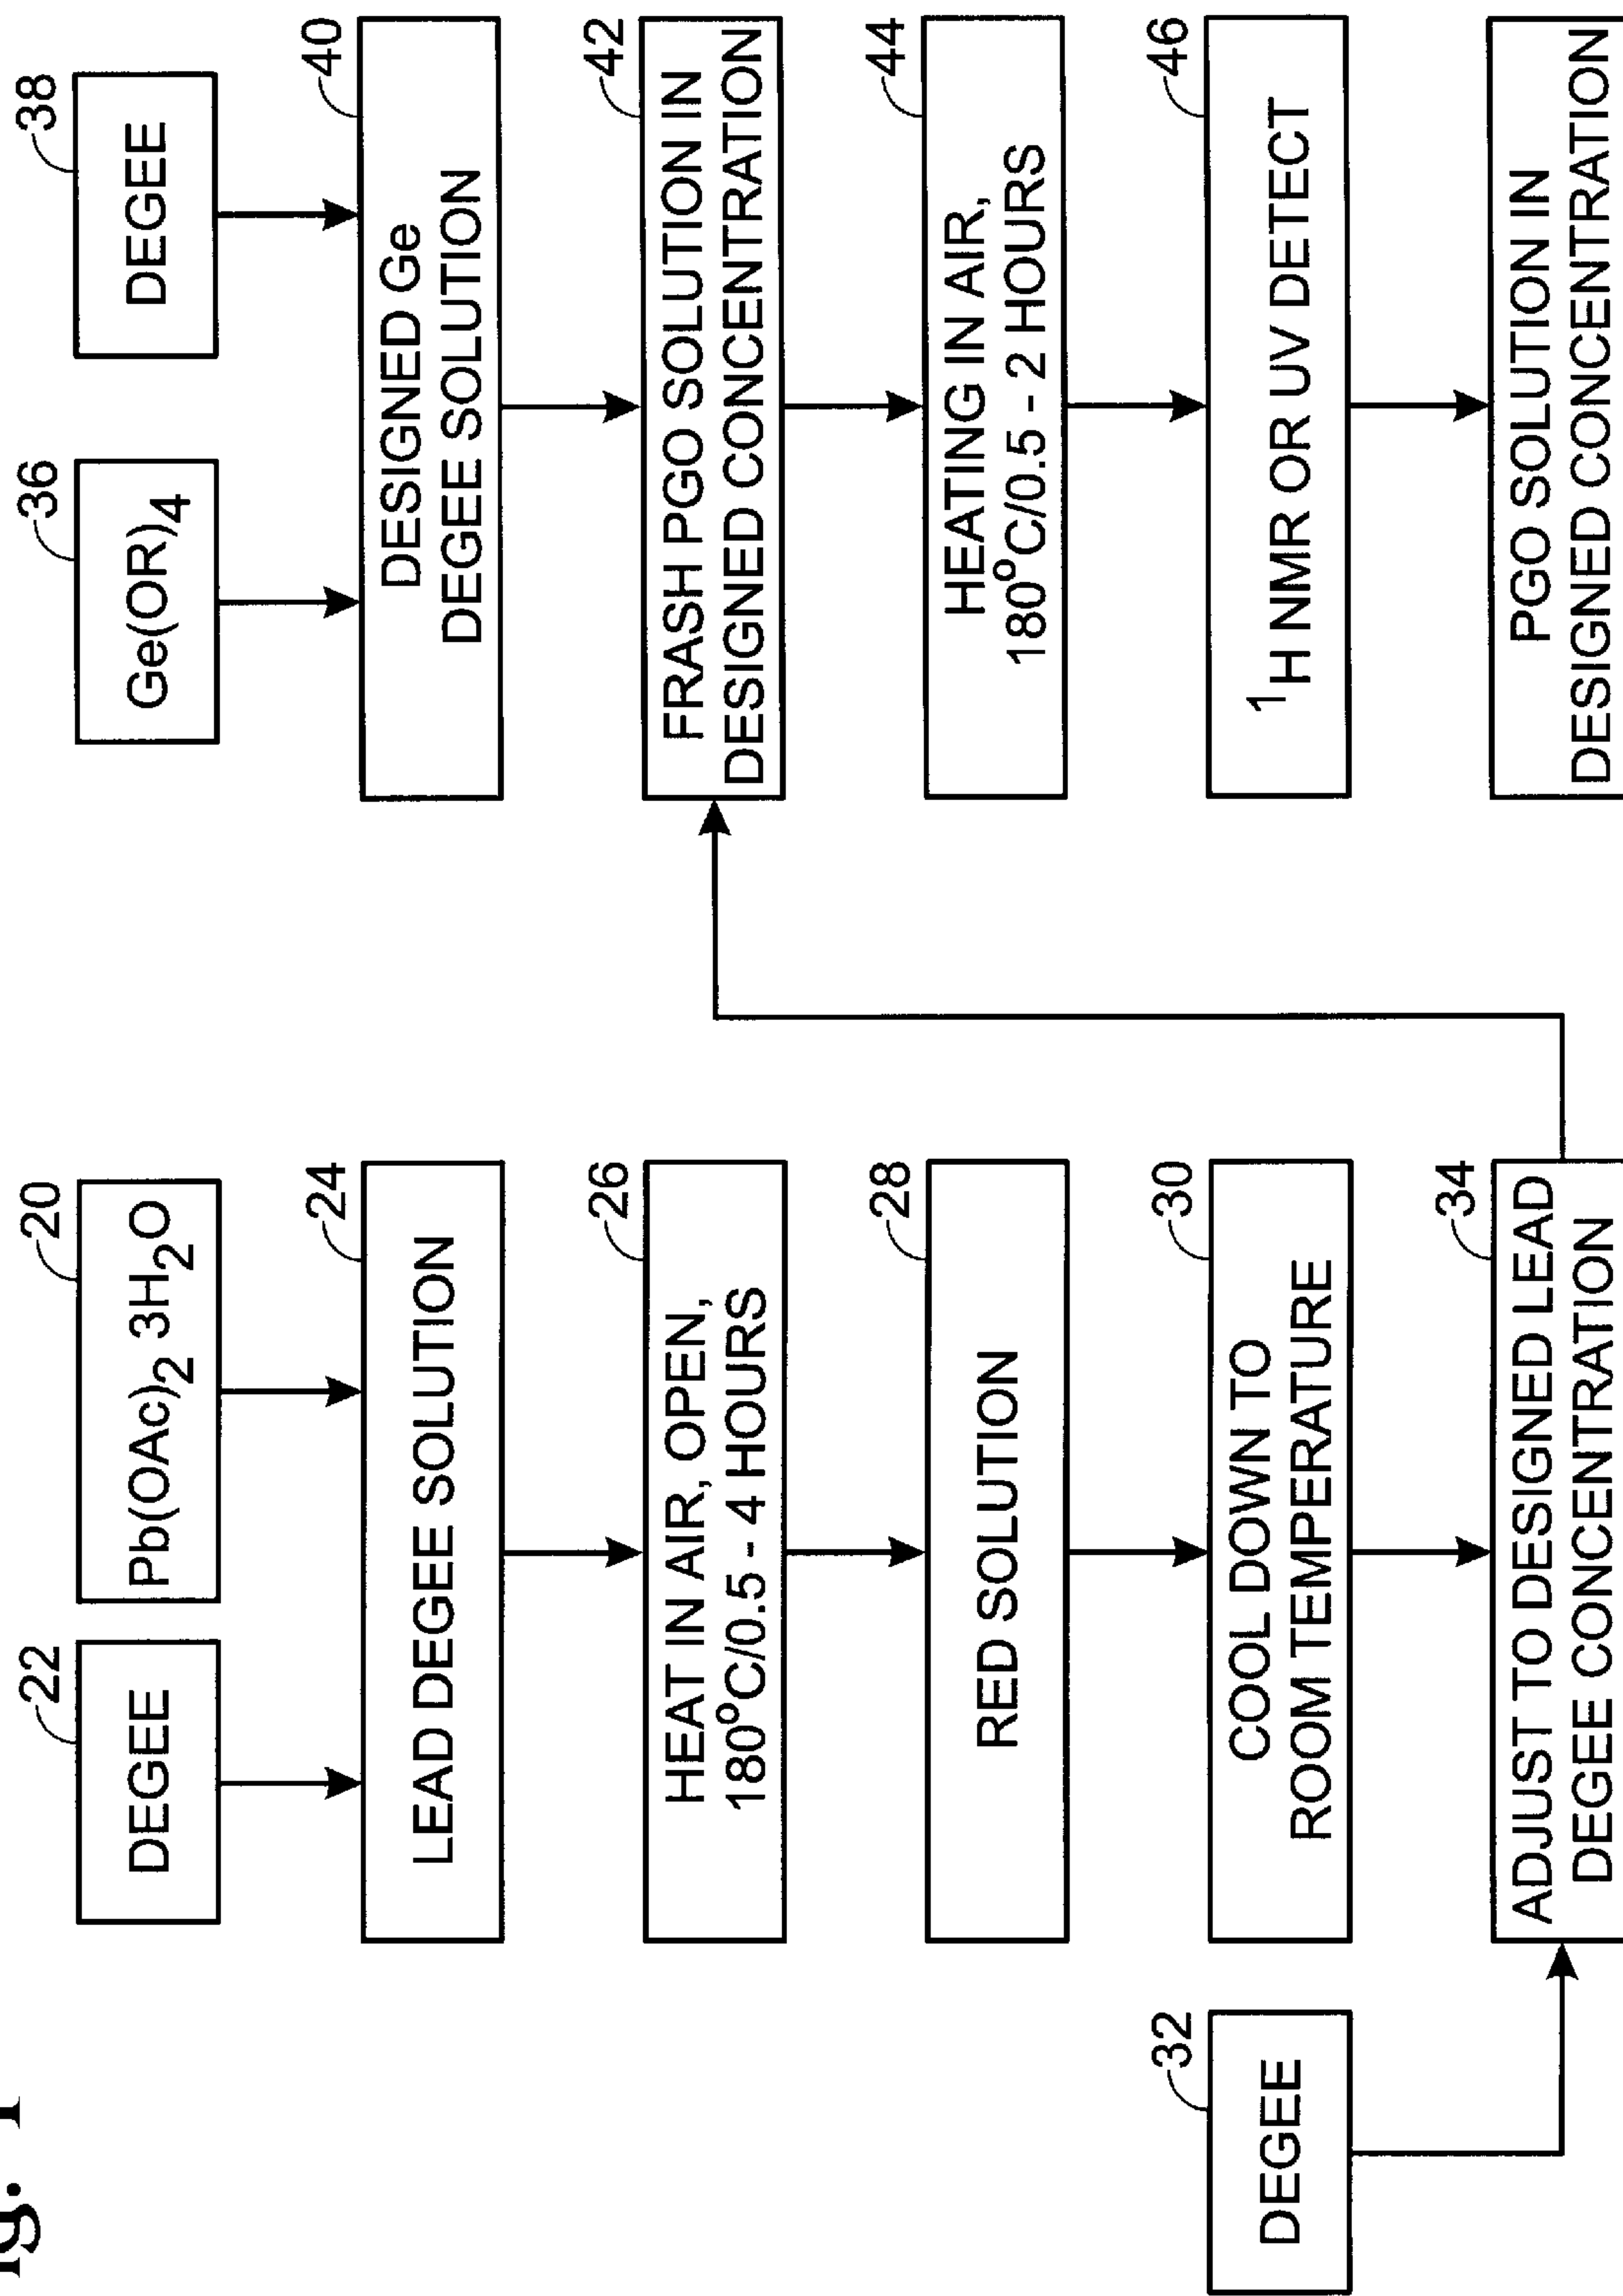 ig. 1
22
DEGEE
20
Pb(OAc)2 3H2O
24
LEAD DEGEE SOLUTION
26
HEAT IN AIR, OPEN,
180°C/0.5 - 4 HOURS
28
RED SOLUTION
30
COOL DOWN TO
ROOM TEMPERATURE
32
DEGEE
34
ADJUST TO DESIGNED LEAD
DEGEE CONCENTRATION
36
Ge(OR)4
38
DEGEE
40
DESIGNED Ge
DEGEE SOLUTION
42
FRASH PGO SOLUTION IN
DESIGNED CONCENTRATION
44
HEATING IN AIR,
180°C/0.5 - 2 HOURS
46
1H NMR OR UV DETECT
PGO SOLUTION IN
DESIGNED CONCENTRATION